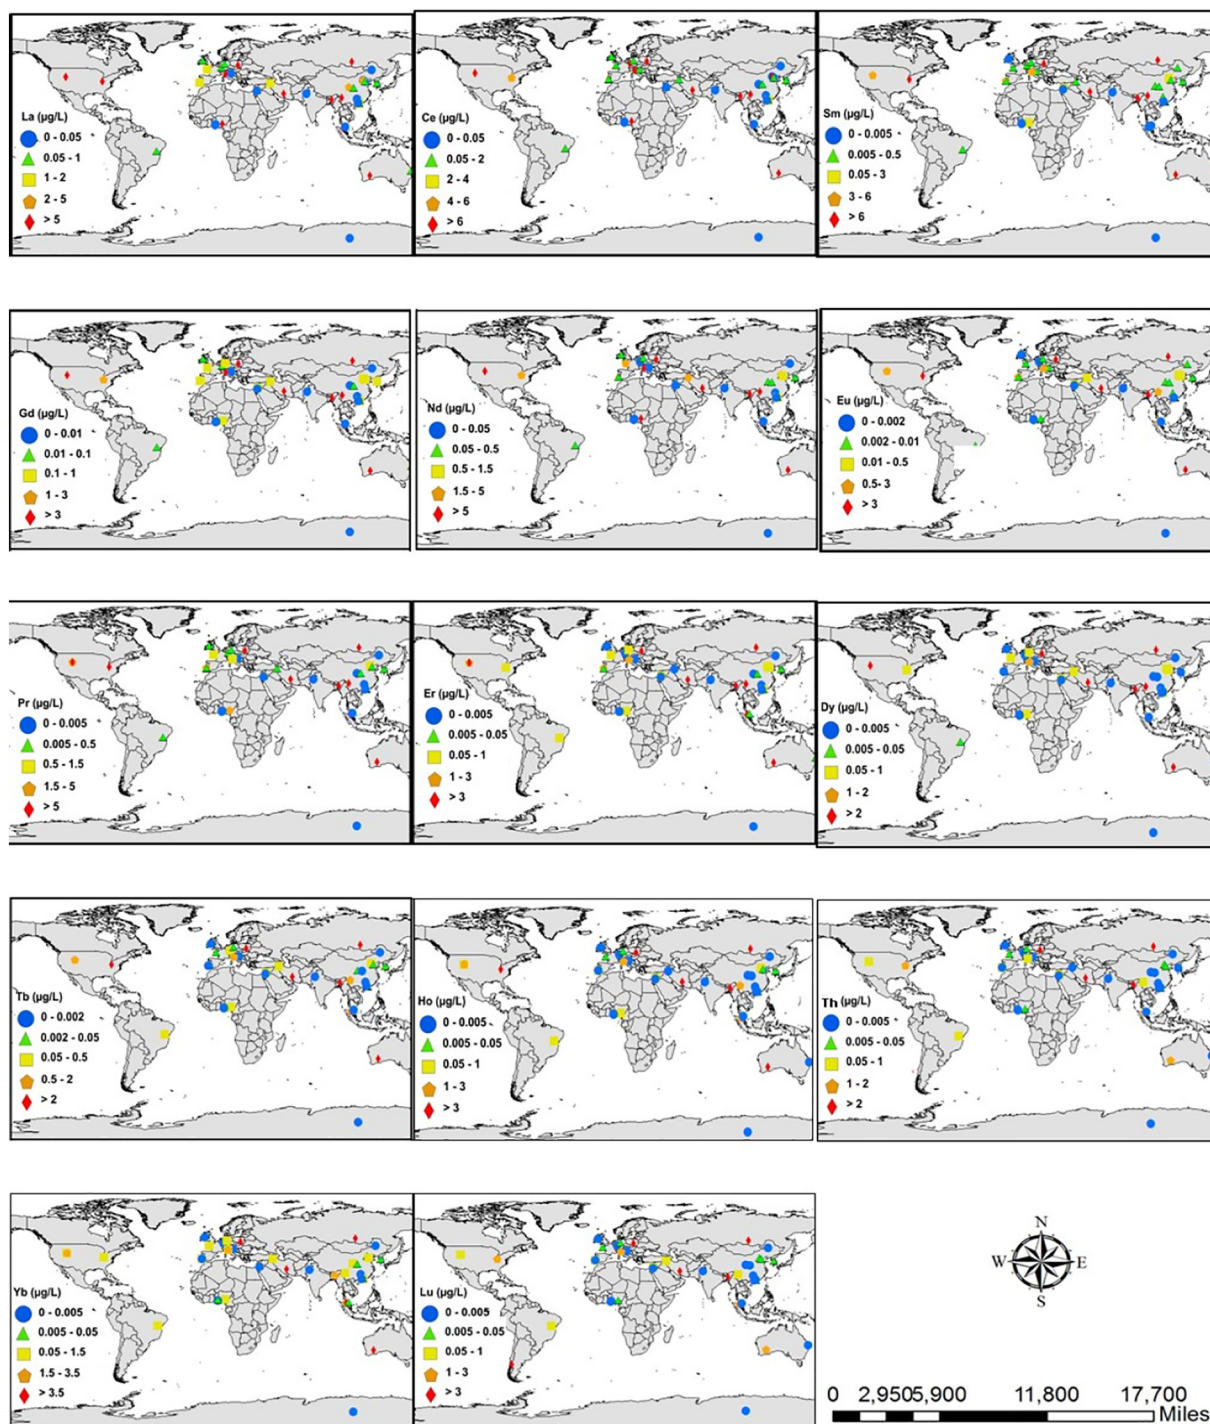 La (µg/L)
0 - 0.05
0.05 - 1
1 - 2
2 - 5
> 5
Ce (µg/L)
0 - 0.05
0.05 - 2
2 - 4
4 - 6
> 6
Sm (µg/L)
0 - 0.005
0.005 - 0.5
0.05 - 3
3 - 6
> 6
Gd (µg/L)
0 - 0.01
0.01 - 0.1
0.1 - 1
1 - 3
> 3
Nd (µg/L)
0 - 0.05
0.05 - 0.5
0.5 - 1.5
1.5 - 5
> 5
Eu (µg/L)
0 - 0.002
0.002 - 0.01
0.01 - 0.5
0.5 - 3
> 3
Pr (µg/L)
0 - 0.005
0.005 - 0.5
0.5 - 1.5
1.5 - 5
> 5
Er (µg/L)
0 - 0.005
0.005 - 0.05
0.05 - 1
1 - 3
> 3
Dy (µg/L)
0 - 0.005
0.005 - 0.05
0.05 - 1
1 - 2
> 2
Tb (µg/L)
0 - 0.002
0.002 - 0.05
0.05 - 0.5
0.5 - 2
> 2
Ho (µg/L)
0 - 0.005
0.005 - 0.05
0.05 - 1
1 - 3
> 3
Th (µg/L)
0 - 0.005
0.005 - 0.05
0.05 - 1
1 - 2
> 2
Yb (µg/L)
0 - 0.005
0.005 - 0.05
0.05 - 1.5
1.5 - 3.5
> 3.5
Lu (µg/L)
0 - 0.005
0.005 - 0.05
0.05 - 1
1 - 3
> 3
N
W E
S
0 2,950 5,900 11,800 17,700
Miles